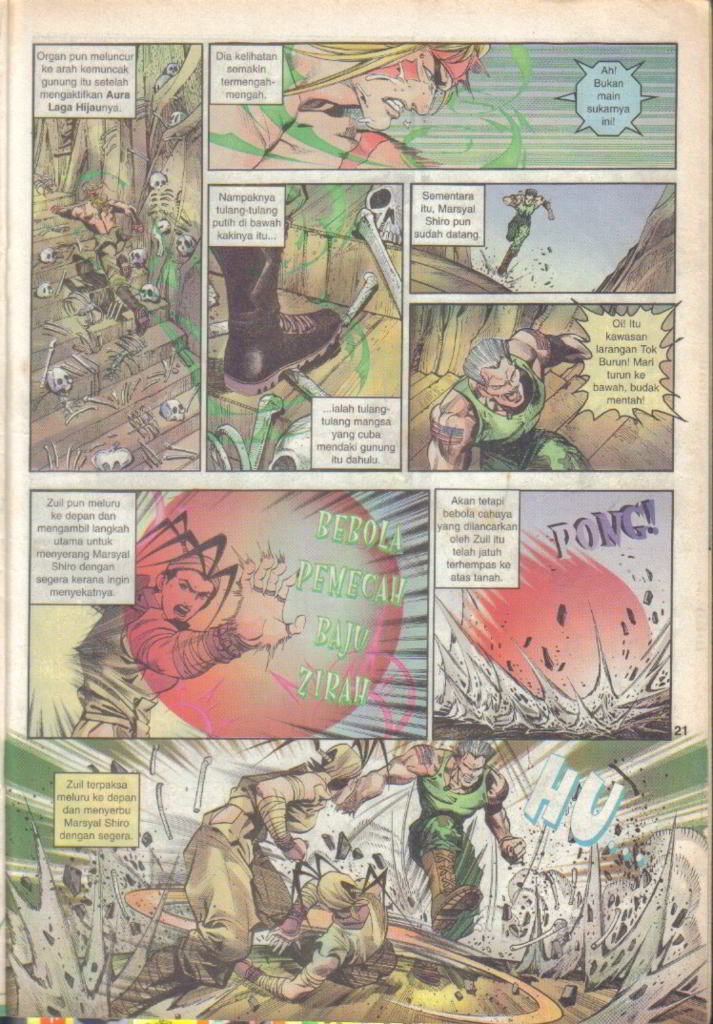 Organ pun meluncur
ke arah kemuncak
gunung itu setelah
mengaktifkan Aura
Laga Hijaunya.
Dia kelihatan
semakin
termengah-
mengah.
Ah!
Bukan
main
sukarnya
ini!
Nampaknya
tulang-tulang
putih di bawah
kakinya itu...
...ialah tulang-
tulang mangsa
yang cuba
mendaki gunung
itu dahulu.
Sementara
itu, Marsyal
Shiro pun
sudah datang.
Oi! Itu
kawasan
larangan Tok
Burun! Mari
turun ke
bawah, budak
mentah!
Zuil pun meluru
ke depan dan
mengambil langkah
utama untuk
menyerang Marsyal
Shiro dengan
segera kerana ingin
menyekatnya.
BEBOLA
PEMECAH
BAJU
ZIRAH
Akan tetapi
bebola cahaya
yang dilancarkan
oleh Zuil itu
telah jatuh
terhempas ke
atas tanah.
PONG!
21
Zuil terpaksa
meluru ke depan
dan menyerbu
Marsyal Shiro
dengan segera.
HU...